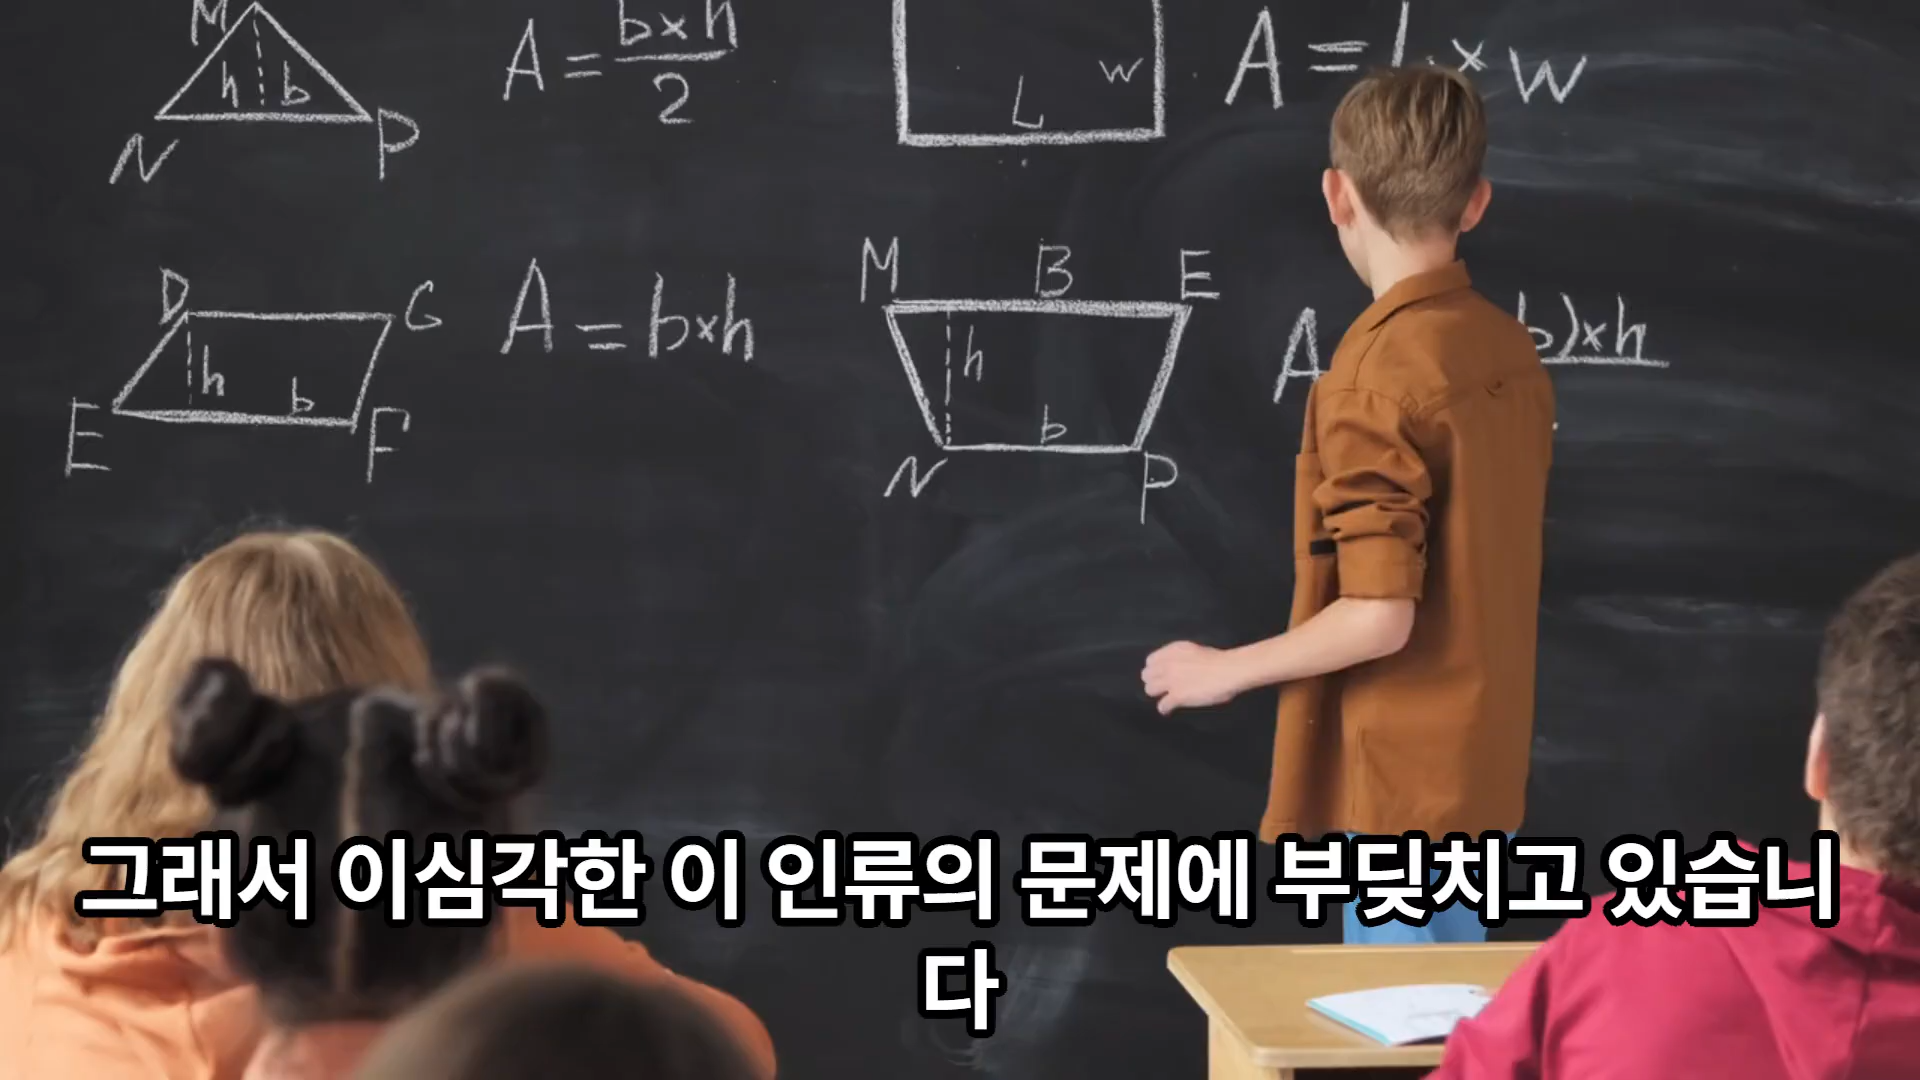 M
h b
N P
A = b×h
2
L w
A = L × w
D G
h b
E F
A = b×h
M B E
h
b
N P
A b)×h
그래서 이심각한 이 인류의 문제에 부딪치고 있습니
다